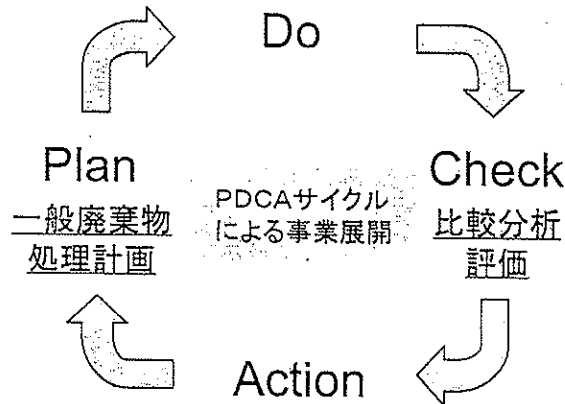 Do
Plan
一般廃棄物
処理計画
PDCAサイクル
による事業展開
Check
比較分析
評価
Action